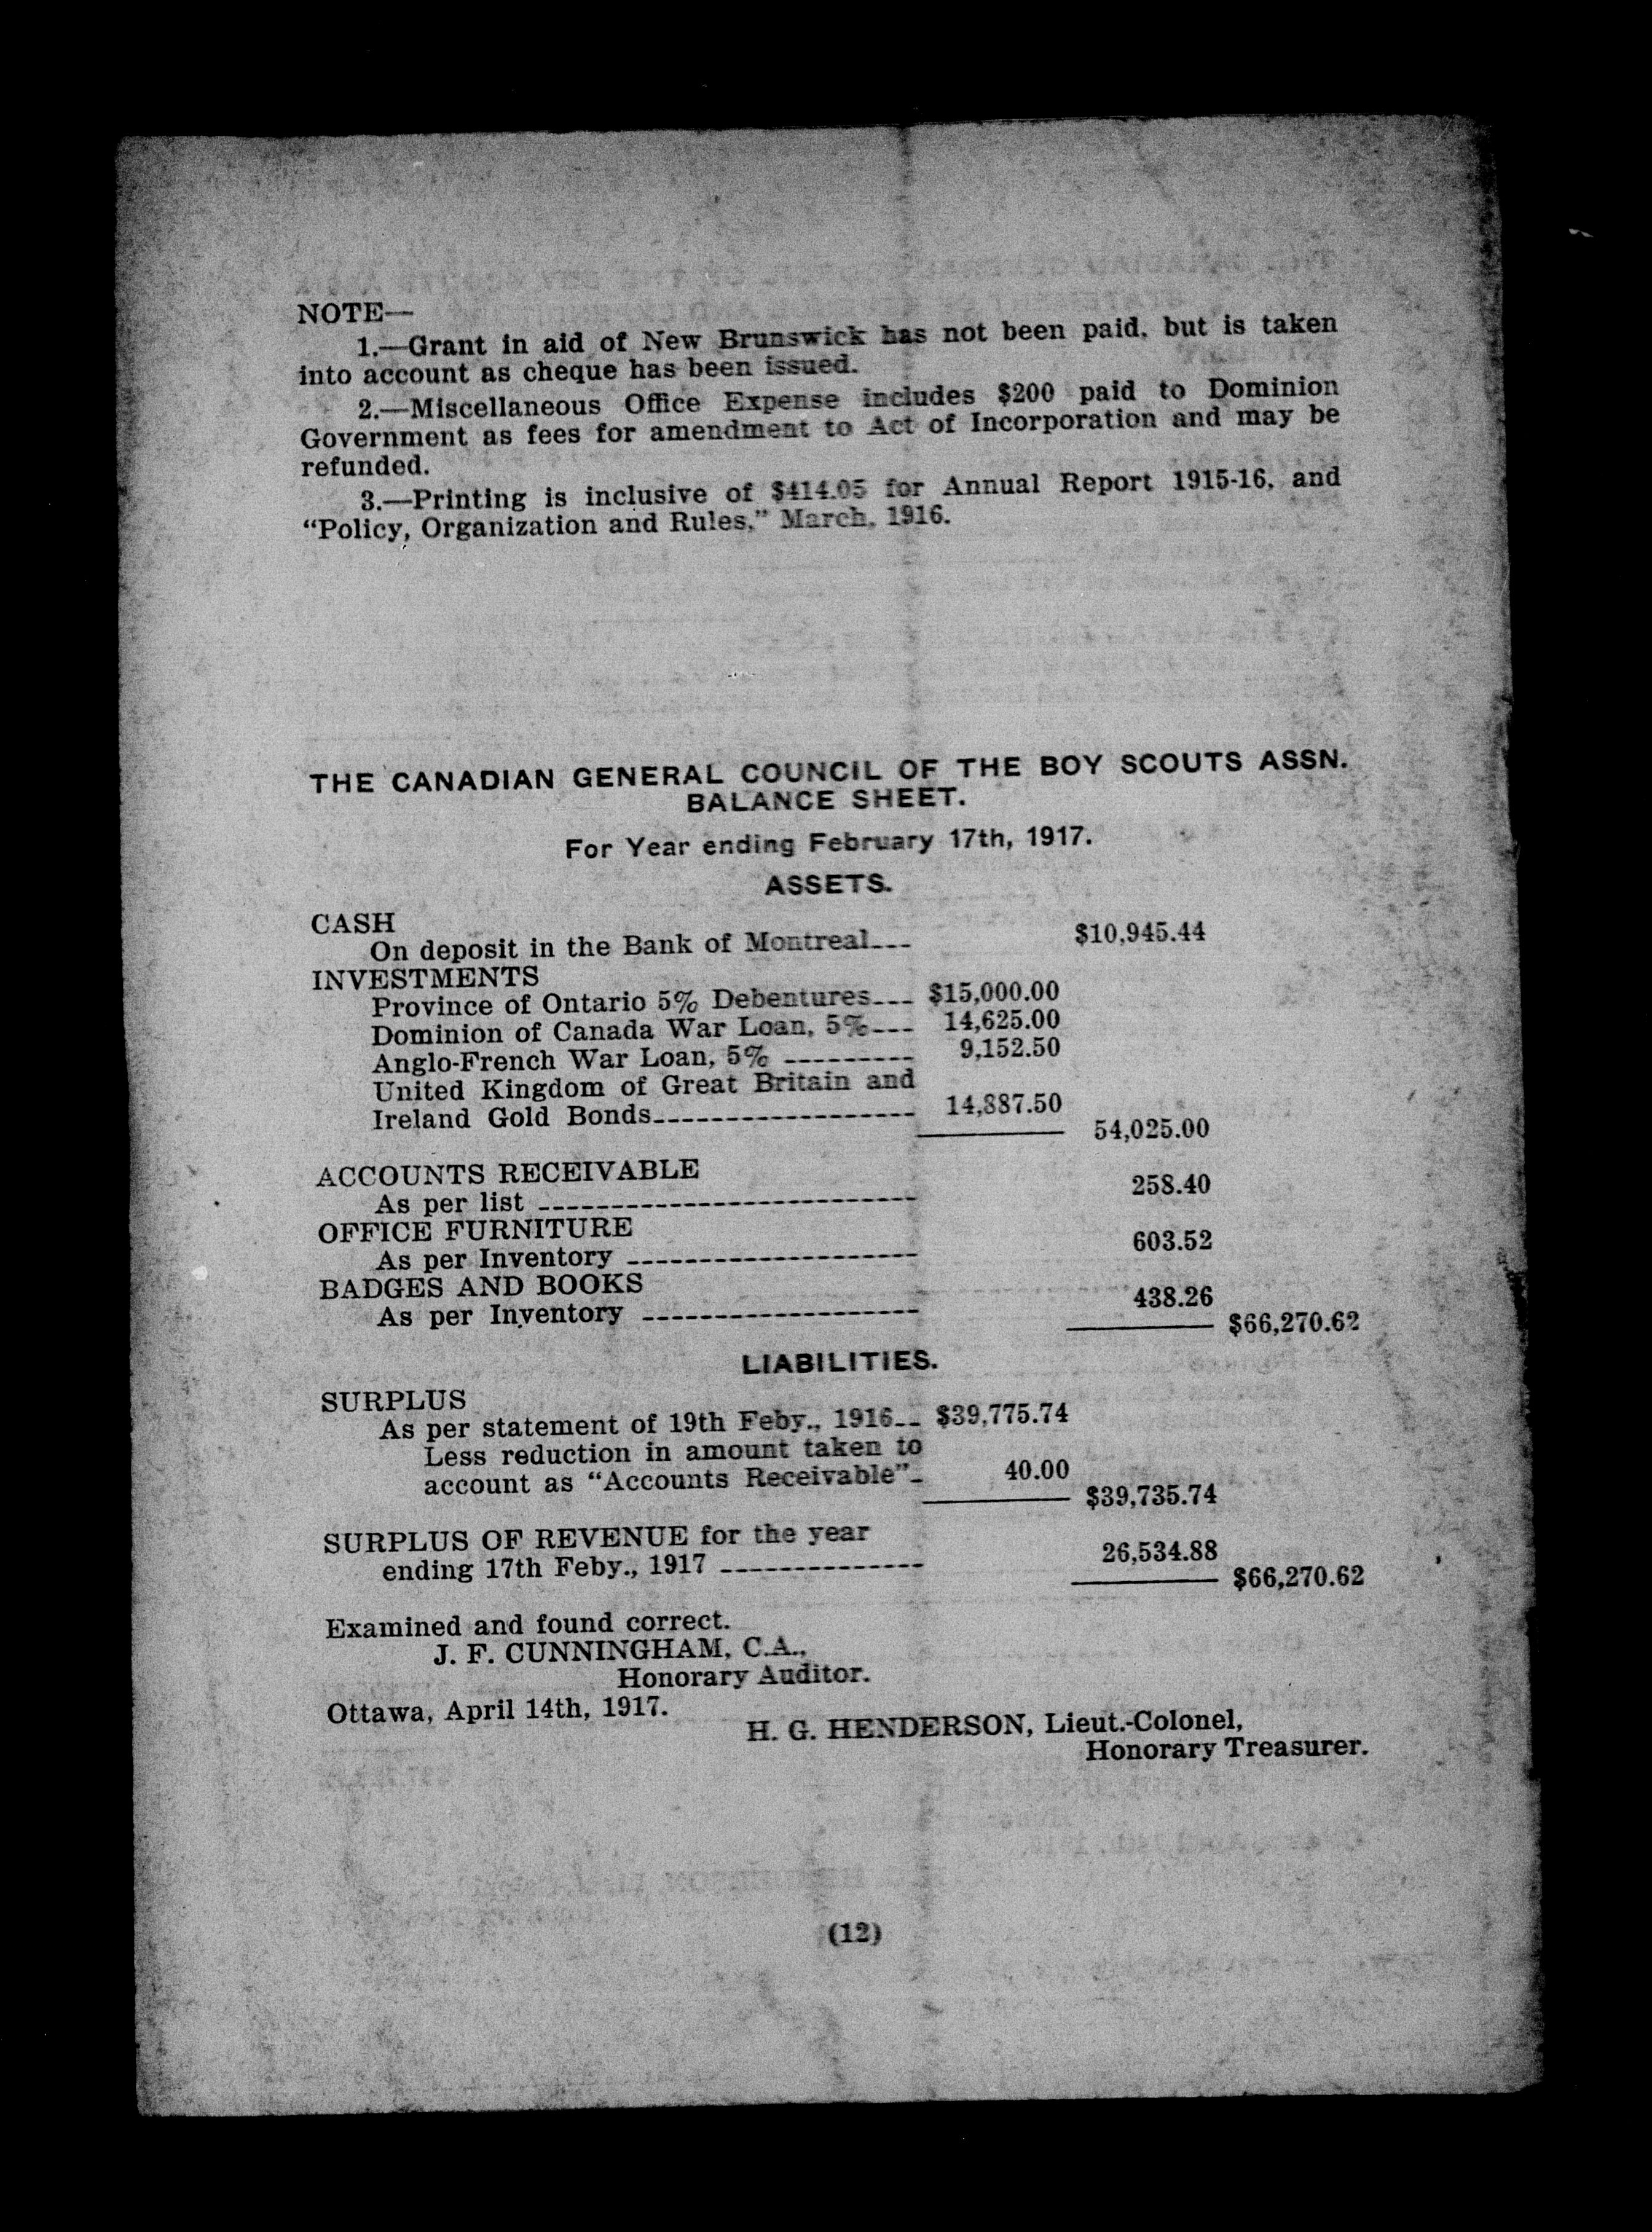 NOTE—
1.—Grant in aid of New Brunswick has not been paid, but is taken
into account as cheque has been issued.
2.—Miscellaneous Office Expense includes $200 paid to Dominion
Government as fees for amendment to Act of Incorporation and may be
refunded.
3.—Printing is inclusive of $414.05 for Annual Report 1915-16, and
“Policy, Organization and Rules,” March, 1916.
THE CANADIAN GENERAL COUNCIL OF THE BOY SCOUTS ASSN.
BALANCE SHEET.
For Year ending February 17th, 1917.
ASSETS.
CASH
On deposit in the Bank of Montreal--- $10,945.44
INVESTMENTS
Province of Ontario 5% Debentures--- $15,000.00
Dominion of Canada War Loan, 5%--- 14,625.00
Anglo-French War Loan, 5% --------- 9,152.50
United Kingdom of Great Britain and
Ireland Gold Bonds------------------ 14,887.50
54,025.00
ACCOUNTS RECEIVABLE
As per list -------------------------- 258.40
OFFICE FURNITURE
As per Inventory -------------------- 603.52
BADGES AND BOOKS
As per Inventory ------------------- 438.26
$66,270.62
LIABILITIES.
SURPLUS
As per statement of 19th Feby., 1916-- $39,775.74
Less reduction in amount taken to
account as “Accounts Receivable”- 40.00
$39,735.74
SURPLUS OF REVENUE for the year
ending 17th Feby., 1917 -------------- 26,534.88
$66,270.62
Examined and found correct.
J. F. CUNNINGHAM, C.A.,
Honorary Auditor.
Ottawa, April 14th, 1917.
H. G. HENDERSON, Lieut.-Colonel,
Honorary Treasurer.
(12)